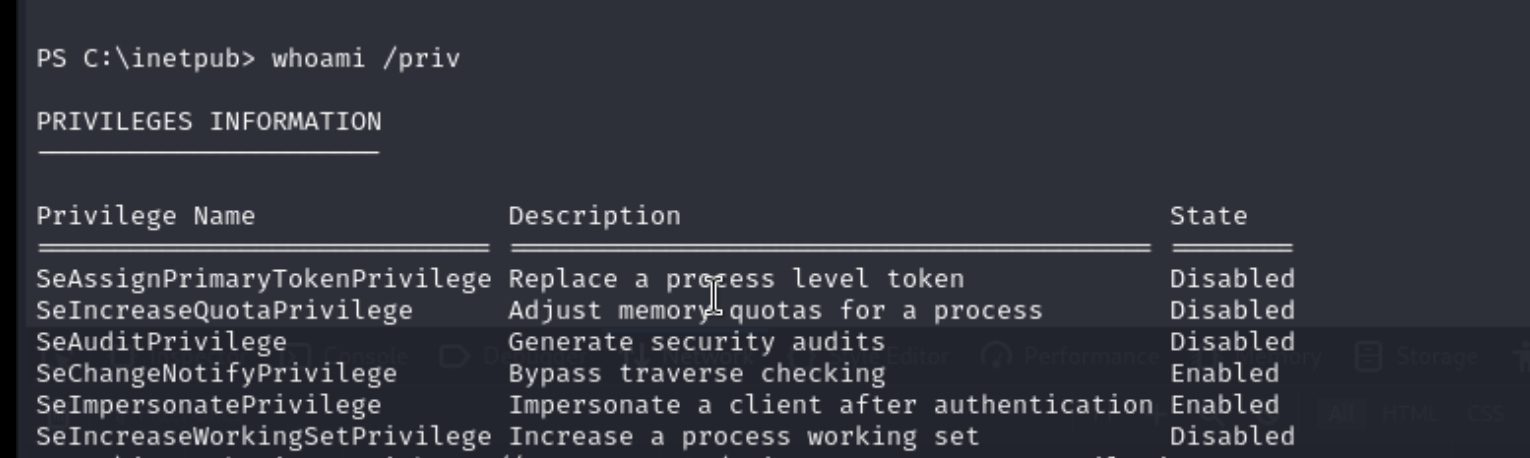 PS C:\inetpub> whoami /priv
PRIVILEGES INFORMATION
Privilege Name Description State
SeAssignPrimaryTokenPrivilege Replace a process level token Disabled
SeIncreaseQuotaPrivilege Adjust memory quotas for a process Disabled
SeAuditPrivilege Generate security audits Disabled
SeChangeNotifyPrivilege Bypass traverse checking Enabled
SeImpersonatePrivilege Impersonate a client after authentication Enabled
SeIncreaseWorkingSetPrivilege Increase a process working set Disabled
Console Network Editor Performance Memory Storage
All HTML CSS